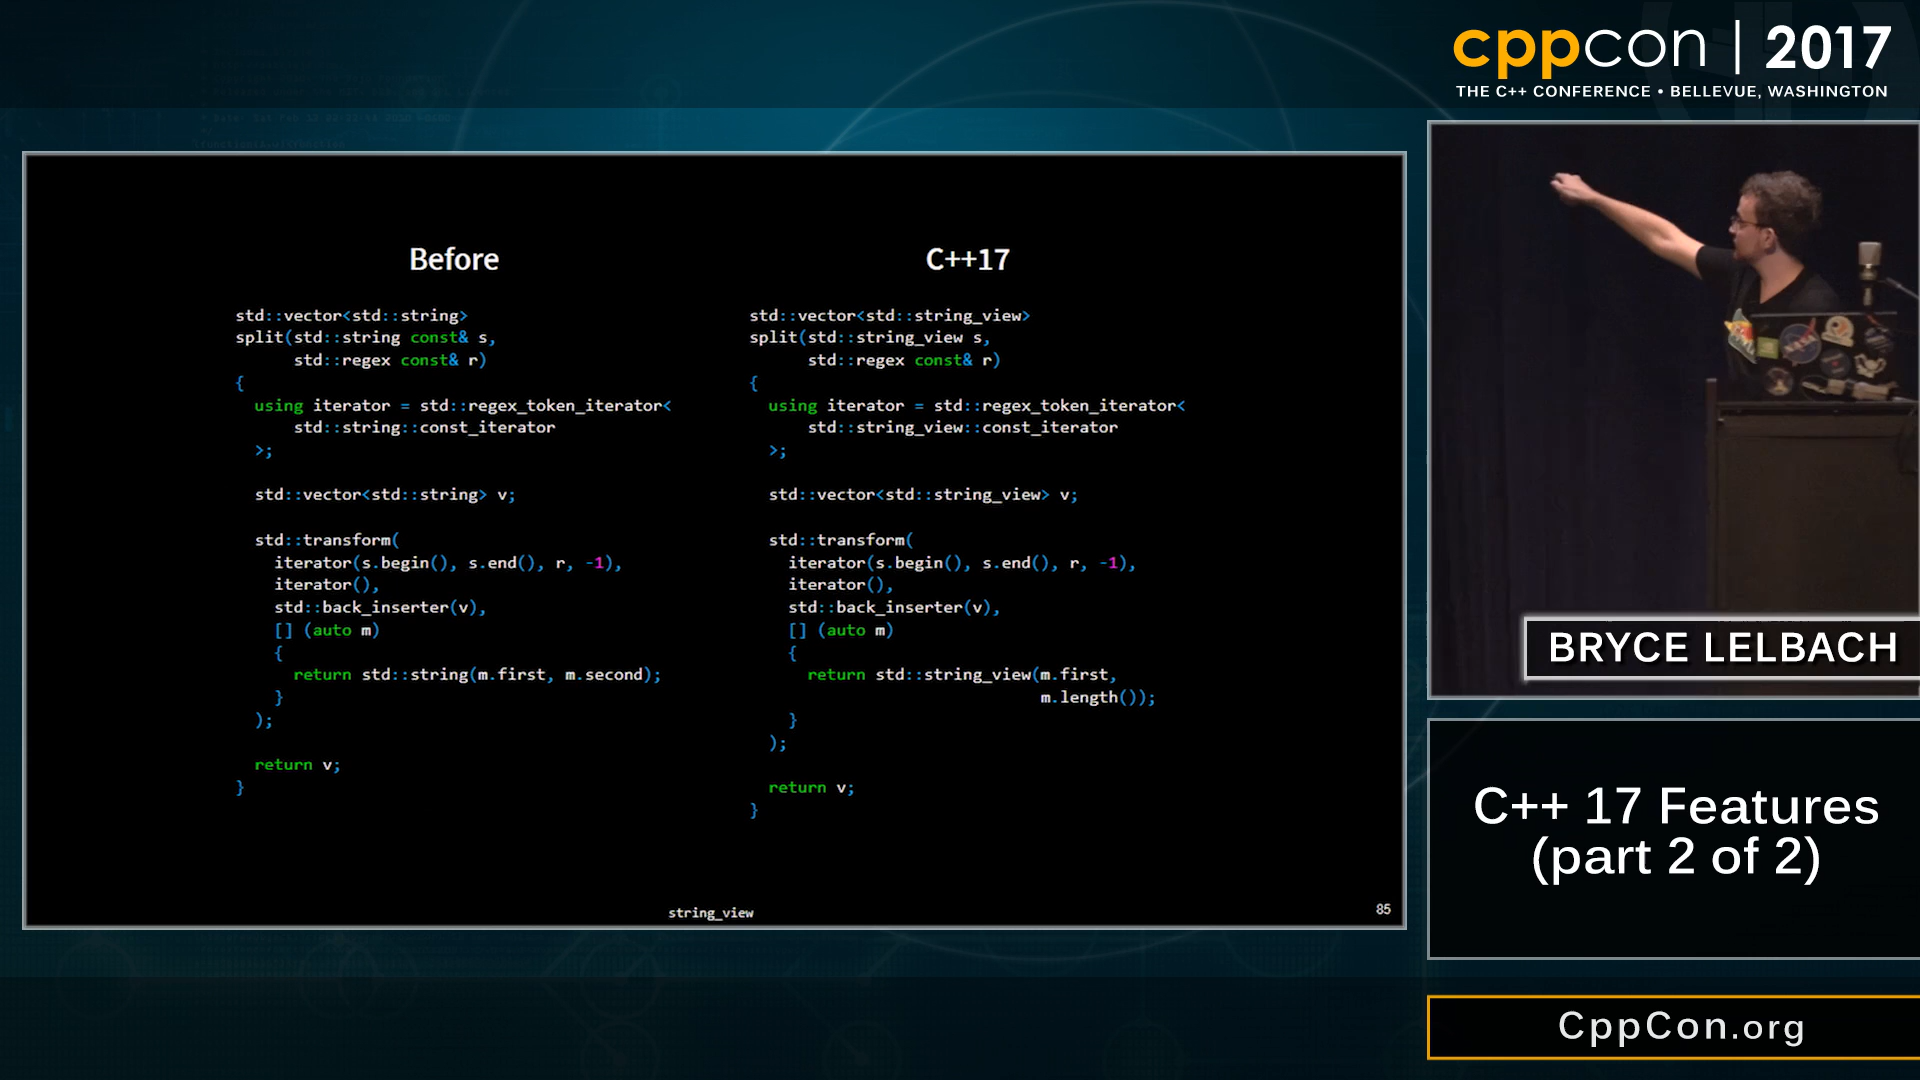 cppcon | 2017
THE C++ CONFERENCE • BELLEVUE, WASHINGTON
Before
std::vector<std::string>
split(std::string const& s,
      std::regex const& r)
{
  using iterator = std::regex_token_iterator<
      std::string::const_iterator
  >;
  std::vector<std::string> v;
  std::transform(
    iterator(s.begin(), s.end(), r, -1),
    iterator(),
    std::back_inserter(v),
    [] (auto m)
    {
      return std::string(m.first, m.second);
    }
  );
  return v;
}
C++17
std::vector<std::string_view>
split(std::string_view s,
      std::regex const& r)
{
  using iterator = std::regex_token_iterator<
      std::string_view::const_iterator
  >;
  std::vector<std::string_view> v;
  std::transform(
    iterator(s.begin(), s.end(), r, -1),
    iterator(),
    std::back_inserter(v),
    [] (auto m)
    {
      return std::string_view(m.first,
                              m.length());
    }
  );
  return v;
}
string_view
85
NASA
BRYCE LELBACH
C++ 17 Features
(part 2 of 2)
CppCon.org